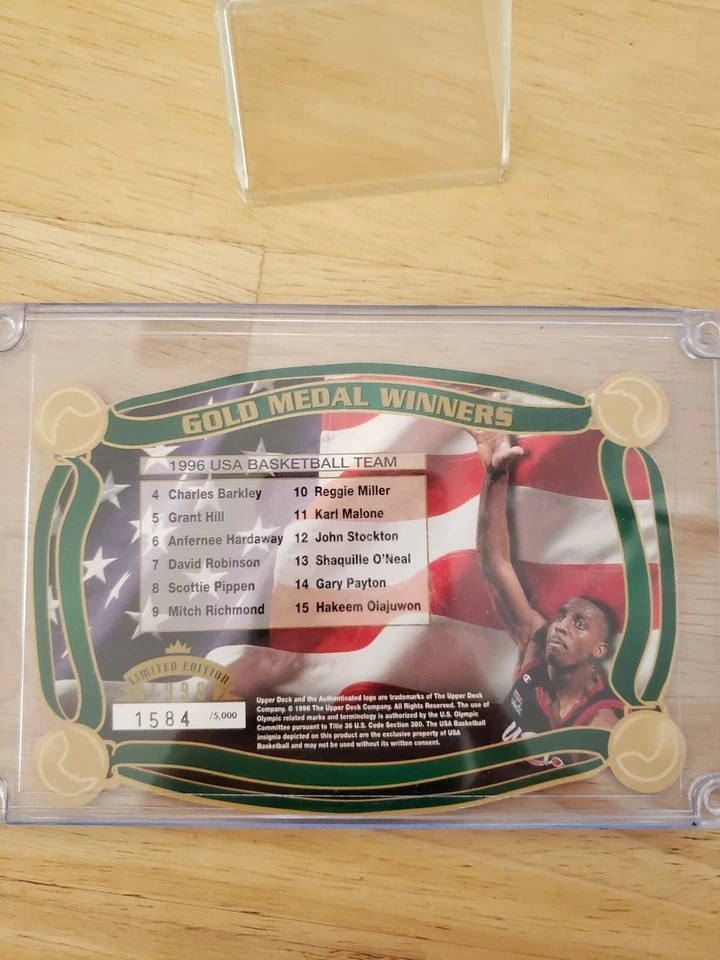 GOLD MEDAL WINNERS
1996 USA BASKETBALL TEAM
4 Charles Barkley
5 Grant Hill
6 Anfernee Hardaway
7 David Robinson
8 Scottie Pippen
9 Mitch Richmond
10 Reggie Miller
11 Karl Malone
12 John Stockton
13 Shaquille O'Neal
14 Gary Payton
15 Hakeem Olajuwon
LIMITED EDITION
1996
1584 /5,000
Upper Deck and the Authenticated logo are trademarks of The Upper Deck
Company. © 1996 The Upper Deck Company. All Rights Reserved. The use of
Olympic related marks and terminology is authorized by the U.S. Olympic
Committee pursuant to Title 36 U.S. Code Section 380. The USA Basketball
insignia depicted on this product are the exclusive property of USA
Basketball and may not be used without its written consent.